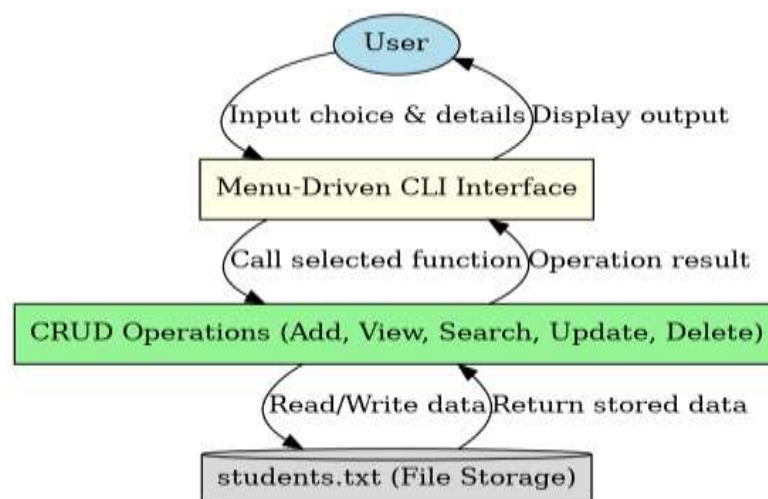 User
Input choice & details
Display output
Menu-Driven CLI Interface
Call selected function
Operation result
CRUD Operations (Add, View, Search, Update, Delete)
Read/Write data
Return stored data
students.txt (File Storage)